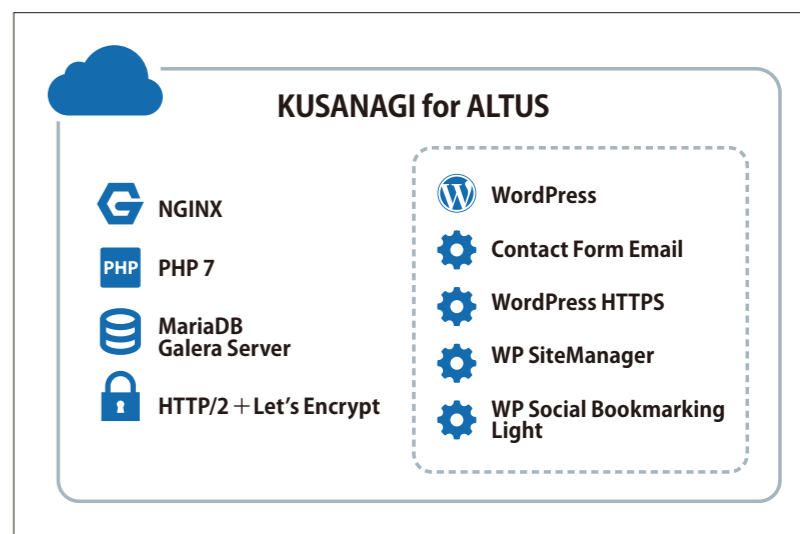 KUSANAGI for ALTUS
NGINX
PHP
PHP 7
MariaDB
Galera Server
HTTP/2＋Let's Encrypt
WordPress
Contact Form Email
WordPress HTTPS
WP SiteManager
WP Social Bookmarking
Light